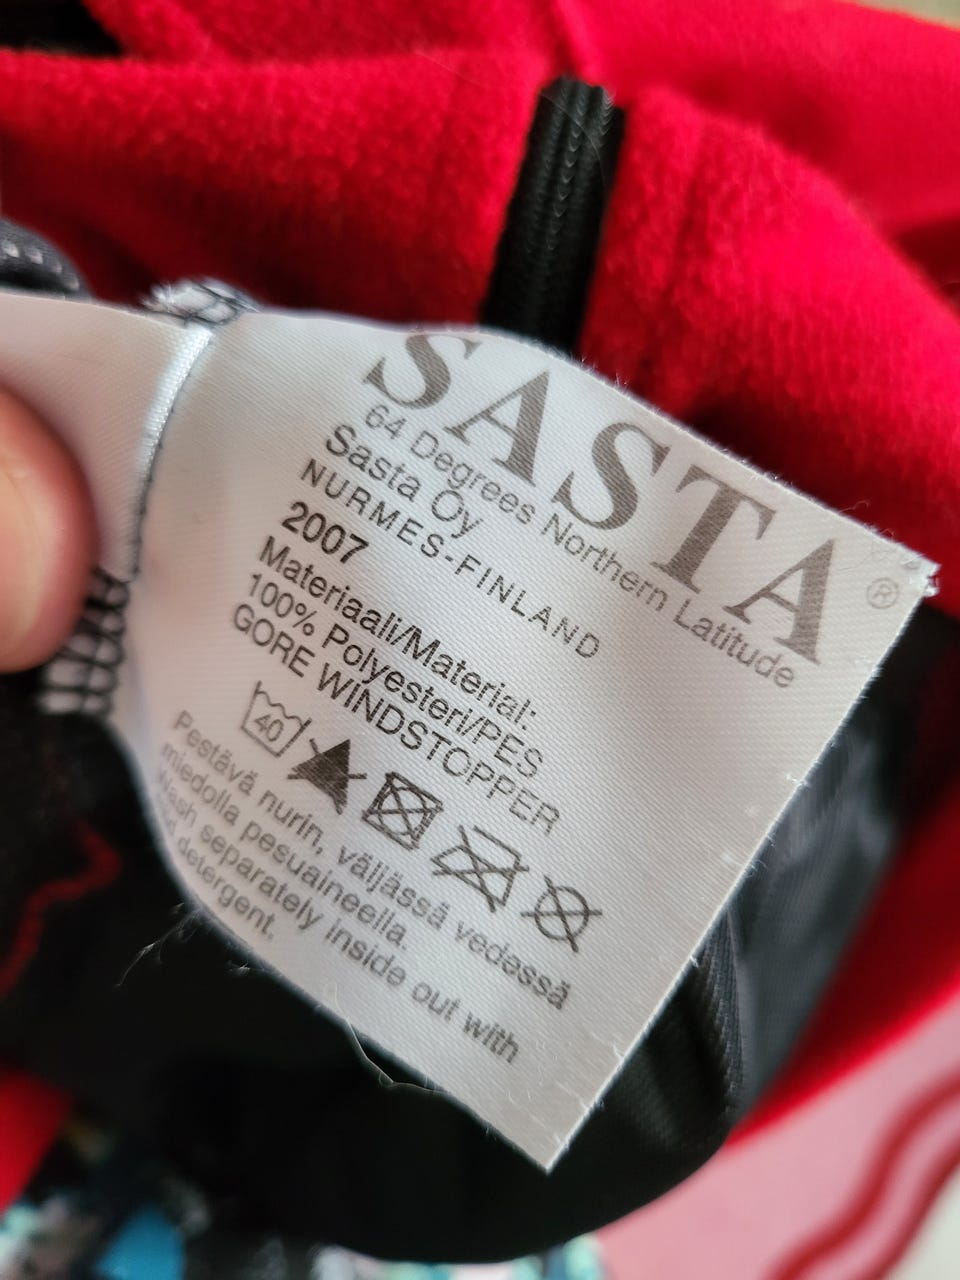 SASTA ®
64 Degrees Northern Latitude
Sasta Oy
NURMES-FINLAND
2007
Materiaali/Material:
100% Polyesteri/PES
GORE WINDSTOPPER
40
Pestävä nurin, väljässä vedessä
miedolla pesuaineella.
Wash separately inside out with
detergent.